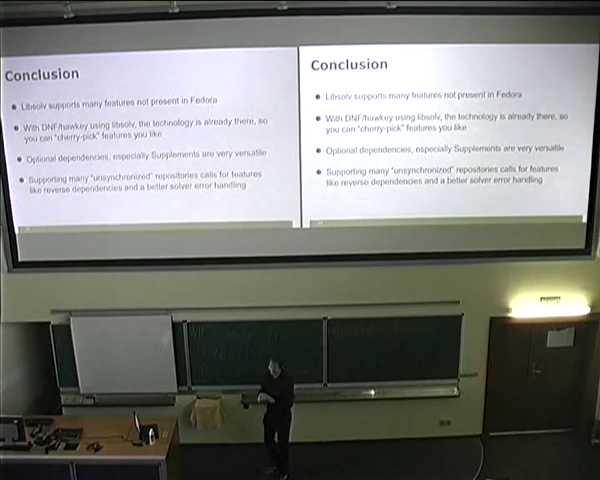 Conclusion
Libsolv supports many features not present in Fedora
With DNF/hawkey using libsolv, the technology is already there, so
you can "cherry-pick" features you like
Optional dependencies, especially Supplements are very versatile
Supporting many "unsynchronized" repositories calls for features
like reverse dependencies and a better solver error handling
Conclusion
Libsolv supports many features not present in Fedora
With DNF/hawkey using libsolv, the technology is already there, so
you can "cherry-pick" features you like
Optional dependencies, especially Supplements are very versatile
Supporting many "unsynchronized" repositories calls for features
like reverse dependencies and a better solver error handling